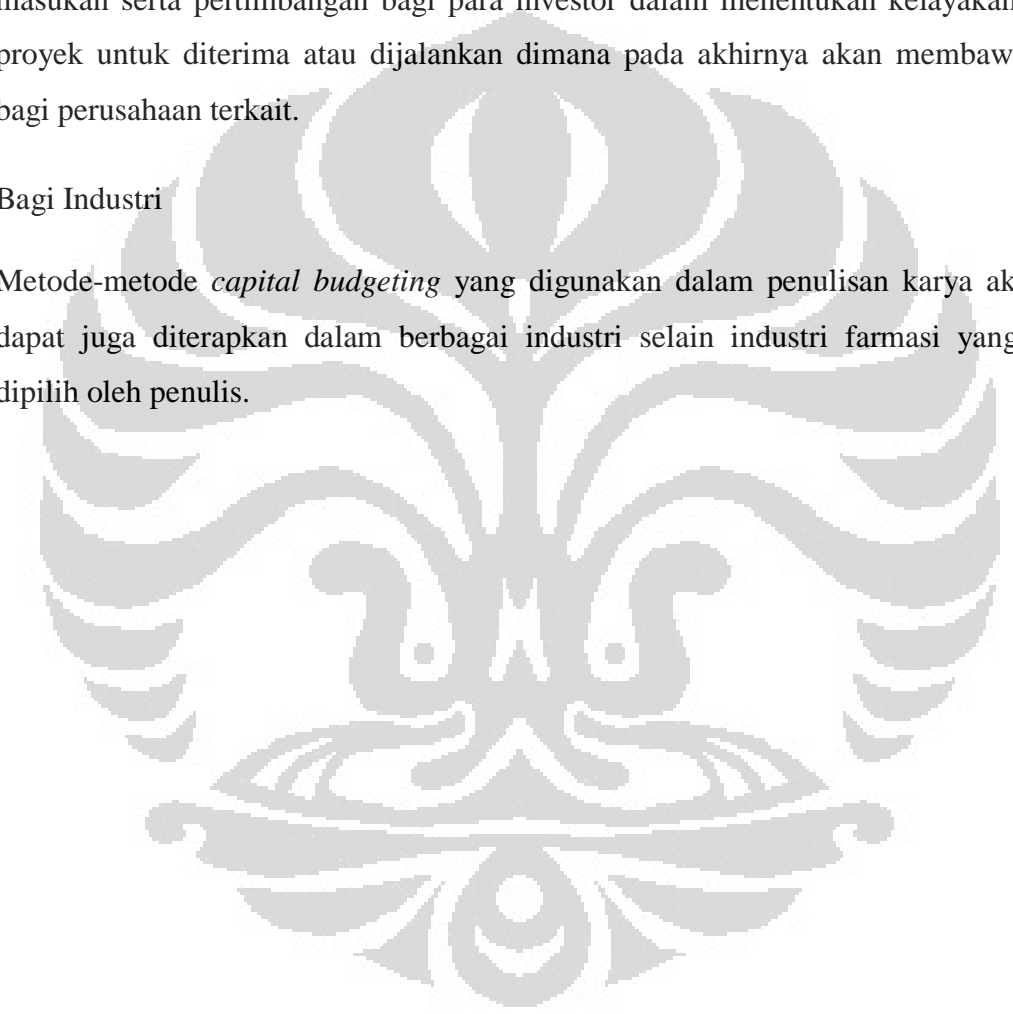 masukan serta pertimbangan bagi para investor dalam menentukan kelayakan
proyek untuk diterima atau dijalankan dimana pada akhirnya akan membaw
bagi perusahaan terkait.
Bagi Industri
Metode-metode capital budgeting yang digunakan dalam penulisan karya ak
dapat juga diterapkan dalam berbagai industri selain industri farmasi yang
dipilih oleh penulis.